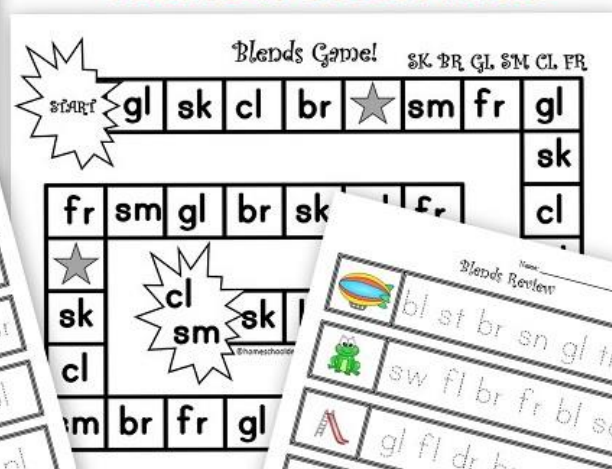 Blends Game!
SK BR GL SM CL FR
START gl sk cl br sm fr gl
sk
fr sm gl br sk fr cl
cl
sm
sk sk
cl
br fr gl
Name:
Blends Review
bl st br sn gl
sw fl br fr bl
gl fl dr